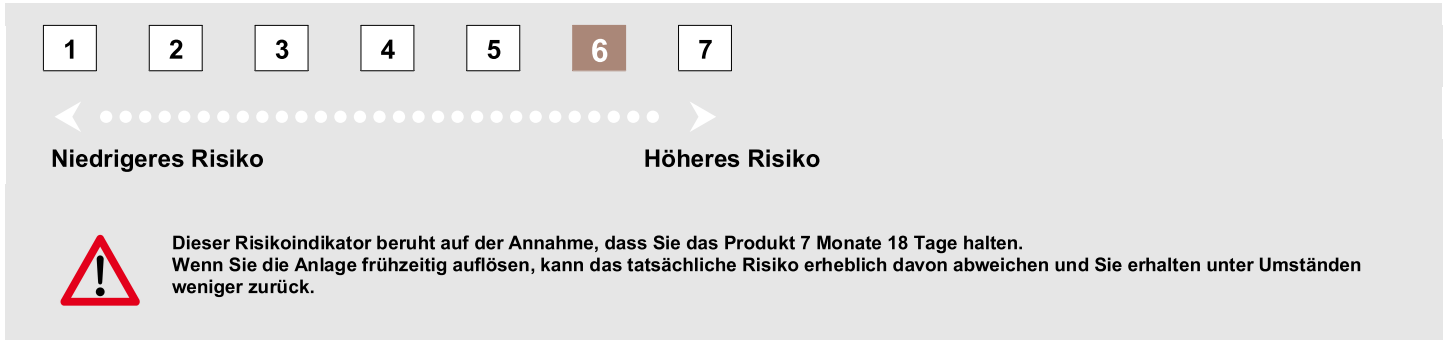 1 2 3 4 5 6 7
Niedrigeres Risiko Höheres Risiko
Dieser Risikoindikator beruht auf der Annahme, dass Sie das Produkt 7 Monate 18 Tage halten.
Wenn Sie die Anlage frühzeitig auflösen, kann das tatsächliche Risiko erheblich davon abweichen und Sie erhalten unter Umständen
weniger zurück.